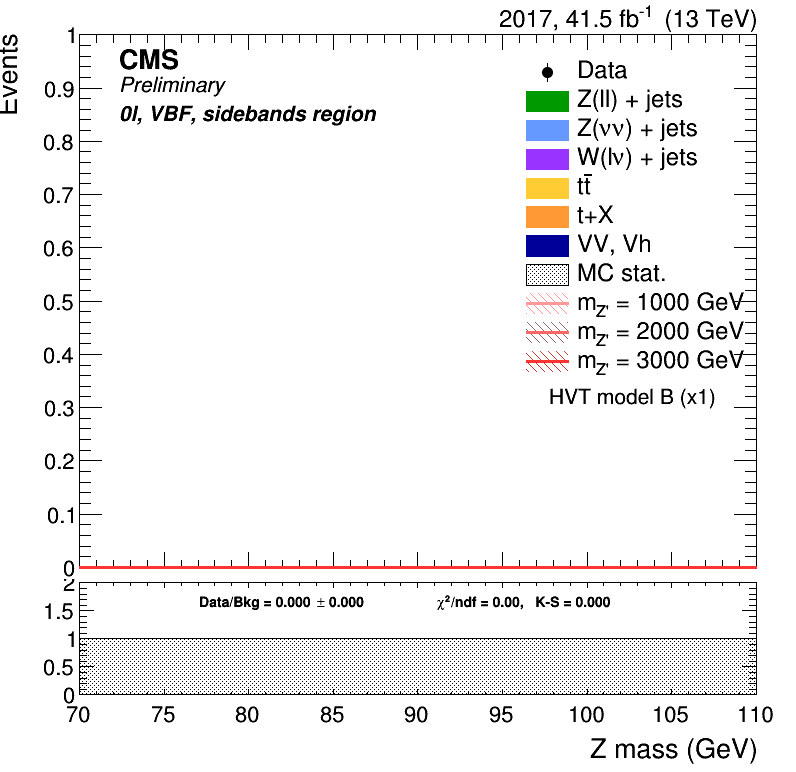 2017, 41.5 fb⁻¹ (13 TeV)
Events
CMS
Preliminary
0l, VBF, sidebands region
Data
Z(ll) + jets
Z(νν) + jets
W(lν) + jets
tt̄
t+X
VV, Vh
MC stat.
m_Z' = 1000 GeV
m_Z' = 2000 GeV
m_Z' = 3000 GeV
HVT model B (x1)
1
0.9
0.8
0.7
0.6
0.5
0.4
0.3
0.2
0.1
0
Data/Bkg = 0.000 ± 0.000 χ²/ndf = 0.00, K-S = 0.000
2
1.5
1
0.5
0
70 75 80 85 90 95 100 105 110
Z mass (GeV)